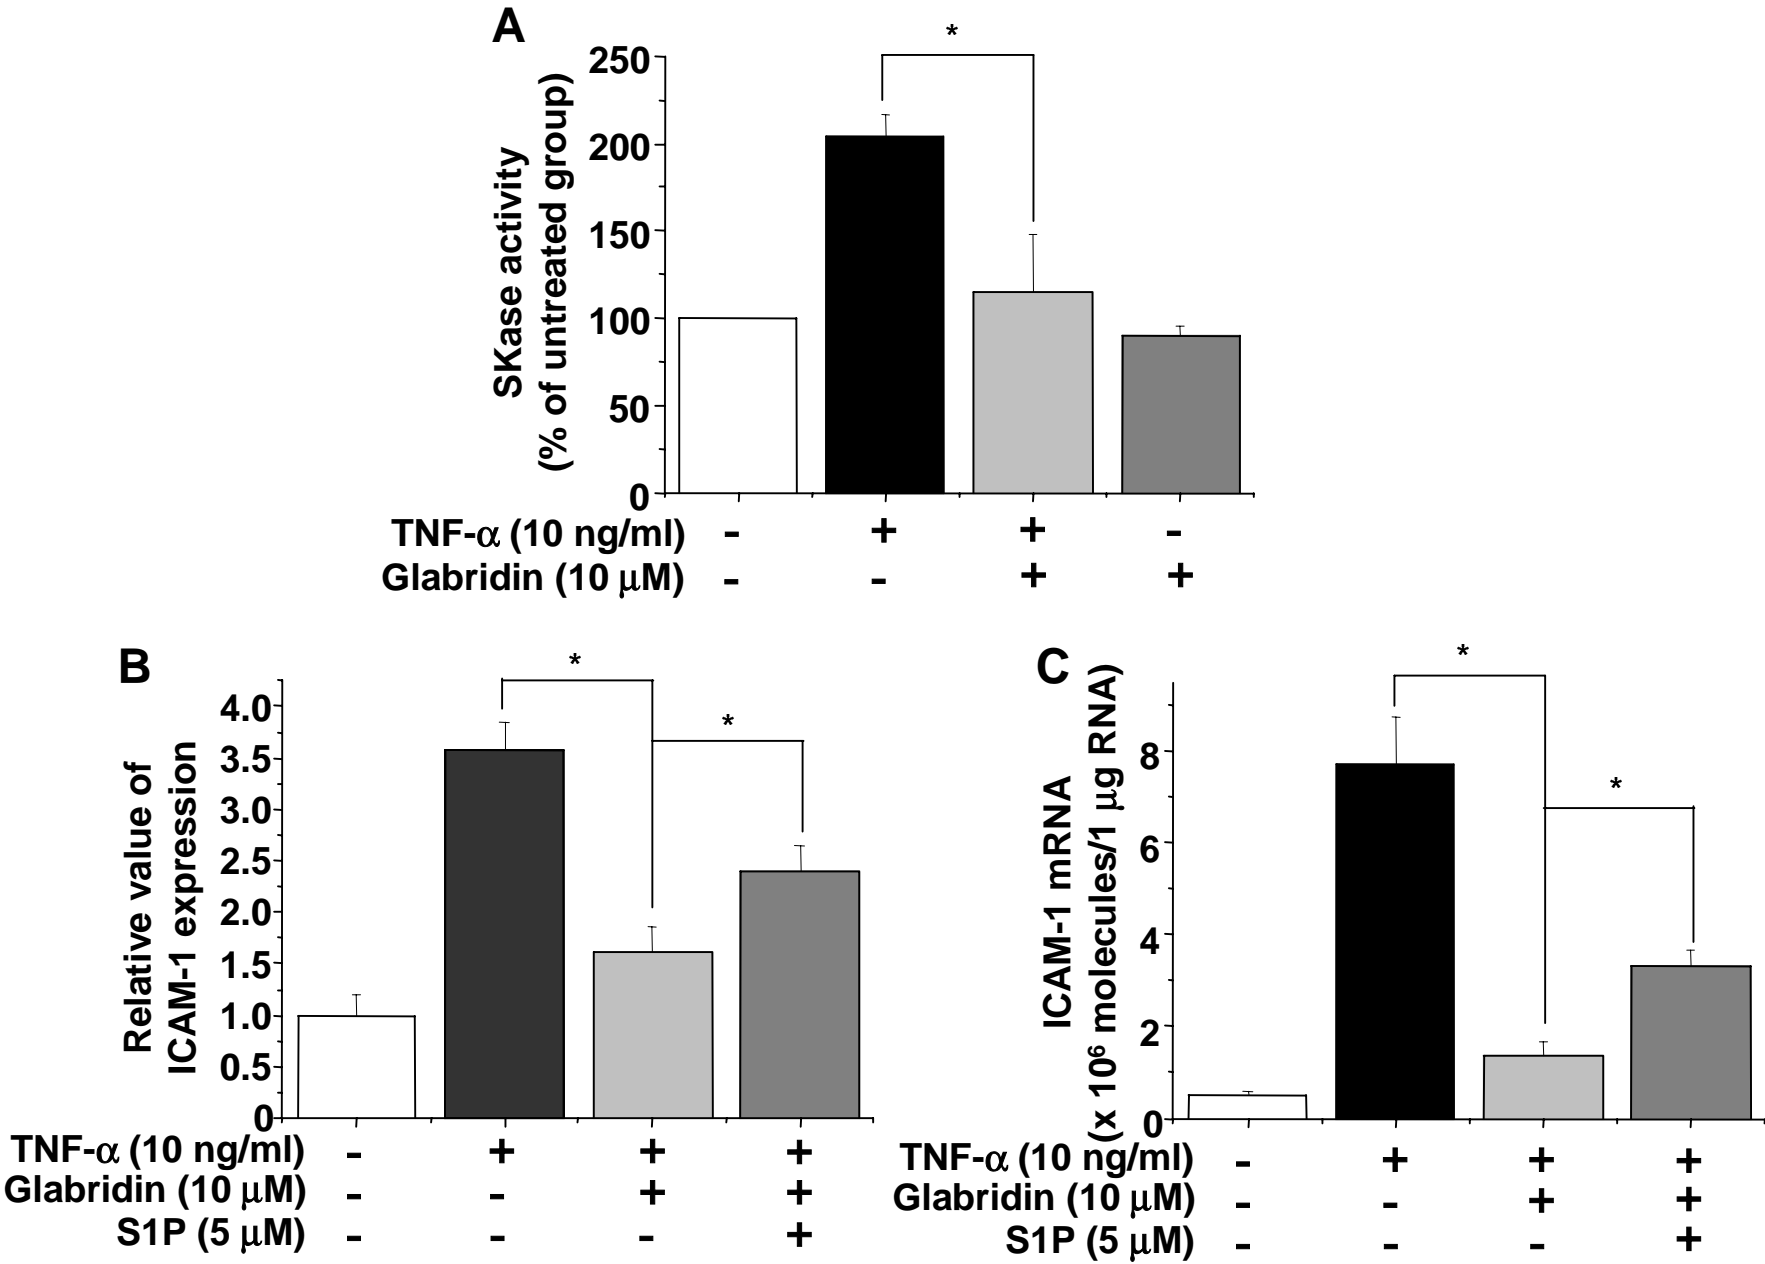 A
*
250
200
150
100
50
0
SKase activity
(% of untreated group)
TNF-α (10 ng/ml) - + + -
Glabridin (10 μM) - - + +
B
*
*
4.0
3.5
3.0
2.5
2.0
1.5
1.0
0.5
0
Relative value of
ICAM-1 expression
TNF-α (10 ng/ml) - + + +
Glabridin (10 μM) - - + +
S1P (5 μM) - - - +
C
*
*
8
6
4
2
0
ICAM-1 mRNA
(x 10⁶ molecules/1 μg RNA)
TNF-α (10 ng/ml) - + + +
Glabridin (10 μM) - - + +
S1P (5 μM) - - - +